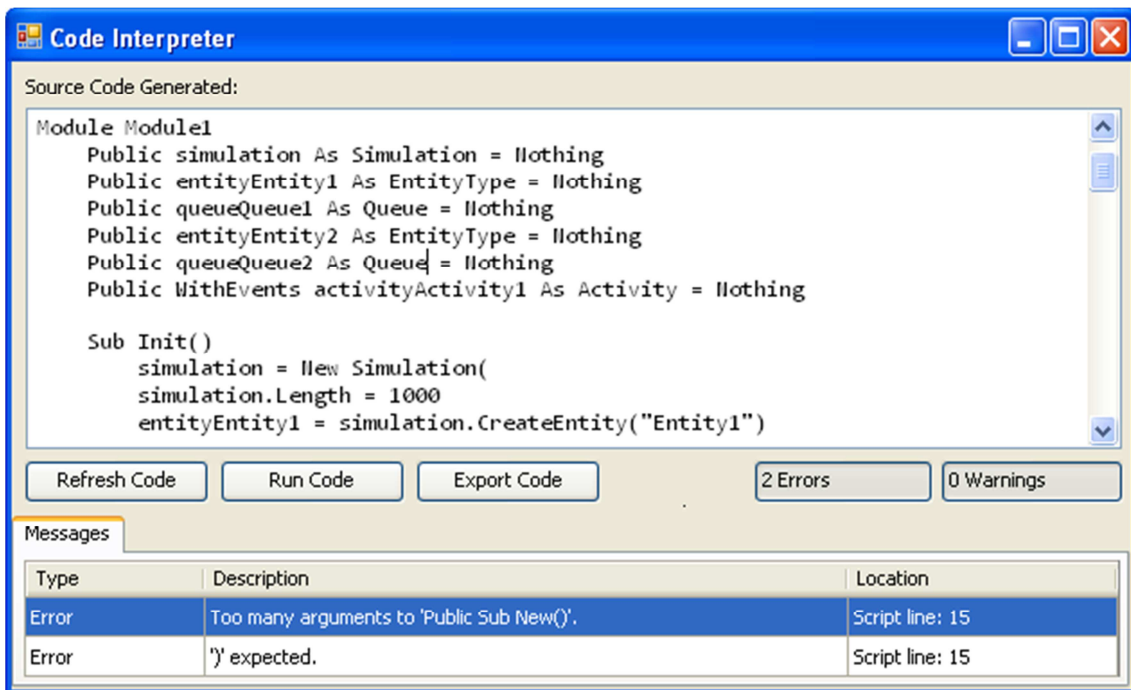 Code Interpreter
Source Code Generated:
Module Module1
    Public simulation As Simulation = Nothing
    Public entityEntity1 As EntityType = Nothing
    Public queueQueue1 As Queue = Nothing
    Public entityEntity2 As EntityType = Nothing
    Public queueQueue2 As Queue = Nothing
    Public WithEvents activityActivity1 As Activity = Nothing
    Sub Init()
        simulation = New Simulation(
        simulation.Length = 1000
        entityEntity1 = simulation.CreateEntity("Entity1")
Refresh Code Run Code Export Code 2 Errors 0 Warnings
Messages
Type Description Location
Error Too many arguments to 'Public Sub New()'. Script line: 15
Error ')' expected. Script line: 15